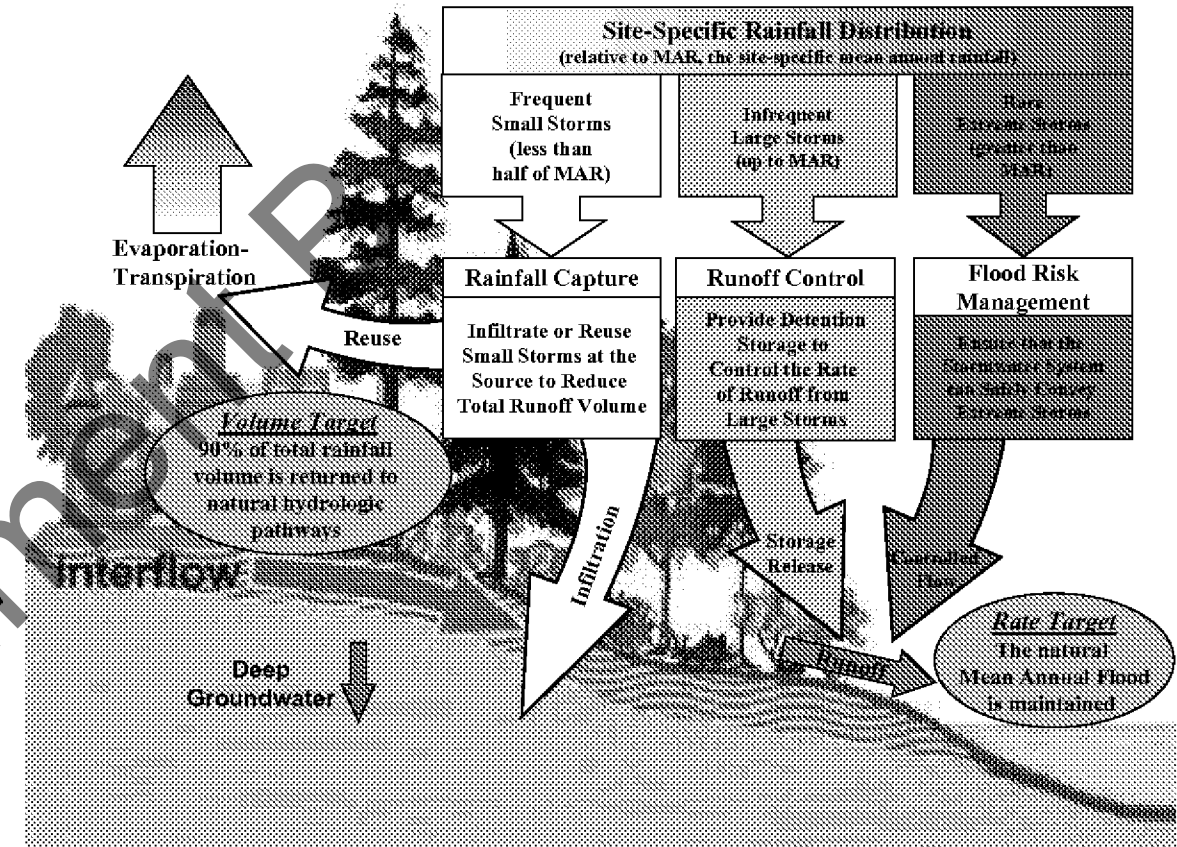 Site-Specific Rainfall Distribution
(relative to MAR, the site-specific mean annual rainfall)
Frequent
Small Storms
(less than
half of MAR)
Infrequent
Large Storms
(up to MAR)
Rare
Extreme Storms
(greater than
MAR)
Evaporation-
Transpiration
Rainfall Capture
Infiltrate or Reuse
Small Storms at the
Source to Reduce
Total Runoff Volume
Runoff Control
Provide Detention
Storage to
Control the Rate
of Runoff from
Large Storms
Flood Risk
Management
Ensure that the
Stormwater System
can Safely Convey
Extreme Storms
Reuse
Volume Target
90% of total rainfall
volume is returned to
natural hydrologic
pathways
Infiltration
Storage
Release
Controlled
Flow
interflow
Deep
Groundwater
Runoff
Rate Target
The natural
Mean Annual Flood
is maintained